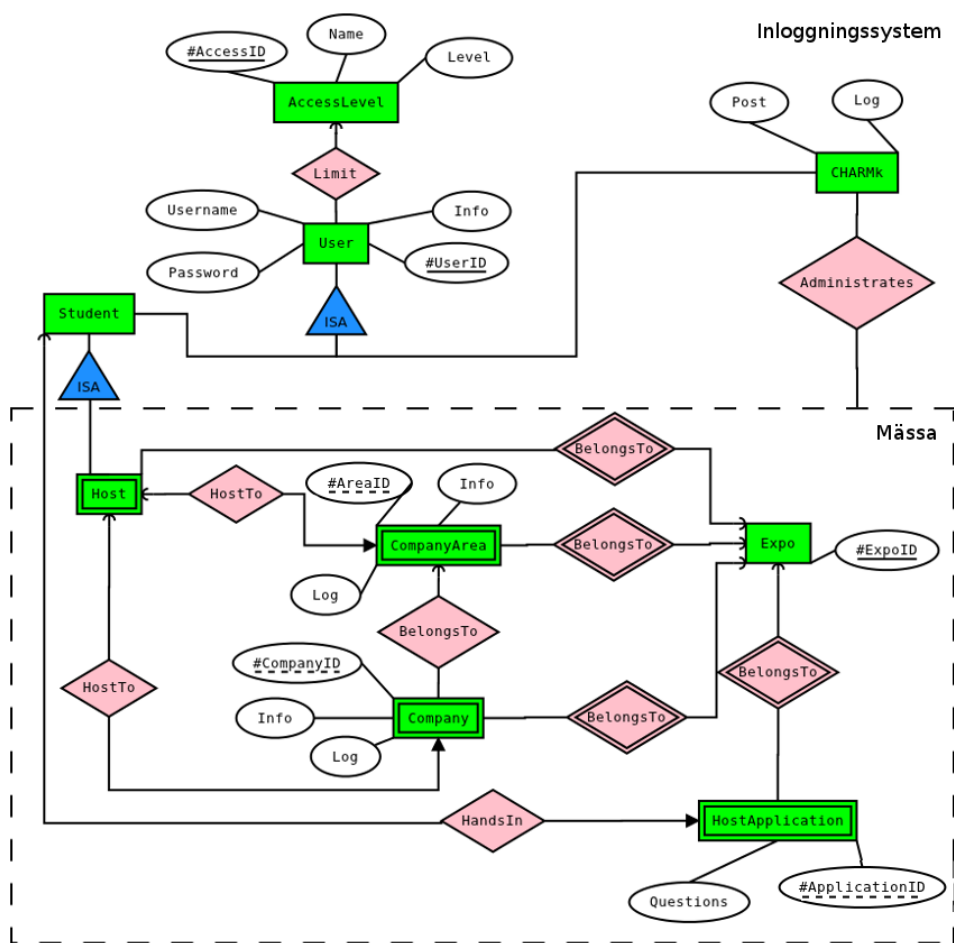 Inloggningssystem
Name
#AccessID
Level
AccessLevel
Post
Log
CHARMk
Limit
Username
Info
User
Password
#UserID
Administrates
Student
ISA
ISA
Mässa
BelongsTo
#AreaID
Info
Host
HostTo
CompanyArea
BelongsTo
Expo
#ExpoID
Log
BelongsTo
#CompanyID
BelongsTo
HostTo
Info
Company
BelongsTo
Log
HandsIn
HostApplication
#ApplicationID
Questions